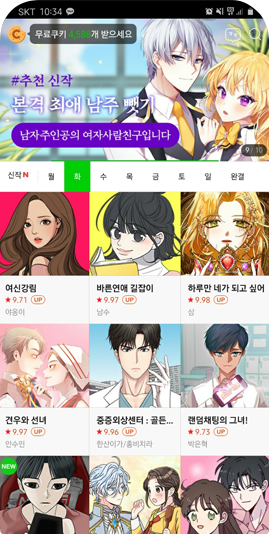 SKT 10:34
무료쿠키 4,588개 받으세요
#추천 신작
본격 최애 남주 뺏기
남자주인공의 여자사람친구입니다
9 / 10
신작 N 월 화 수 목 금 토 일 완결
여신강림
★9.71 UP
야옹이
바른연애 길잡이
★9.97 UP
남수
하루만 네가 되고 싶어
★9.98 UP
삼
견우와 선녀
★9.97 UP
안수민
중증외상센터 : 골든...
★9.96 UP
한산이가/홍비치라
랜덤채팅의 그녀!
★9.73 UP
박은혁
NEW